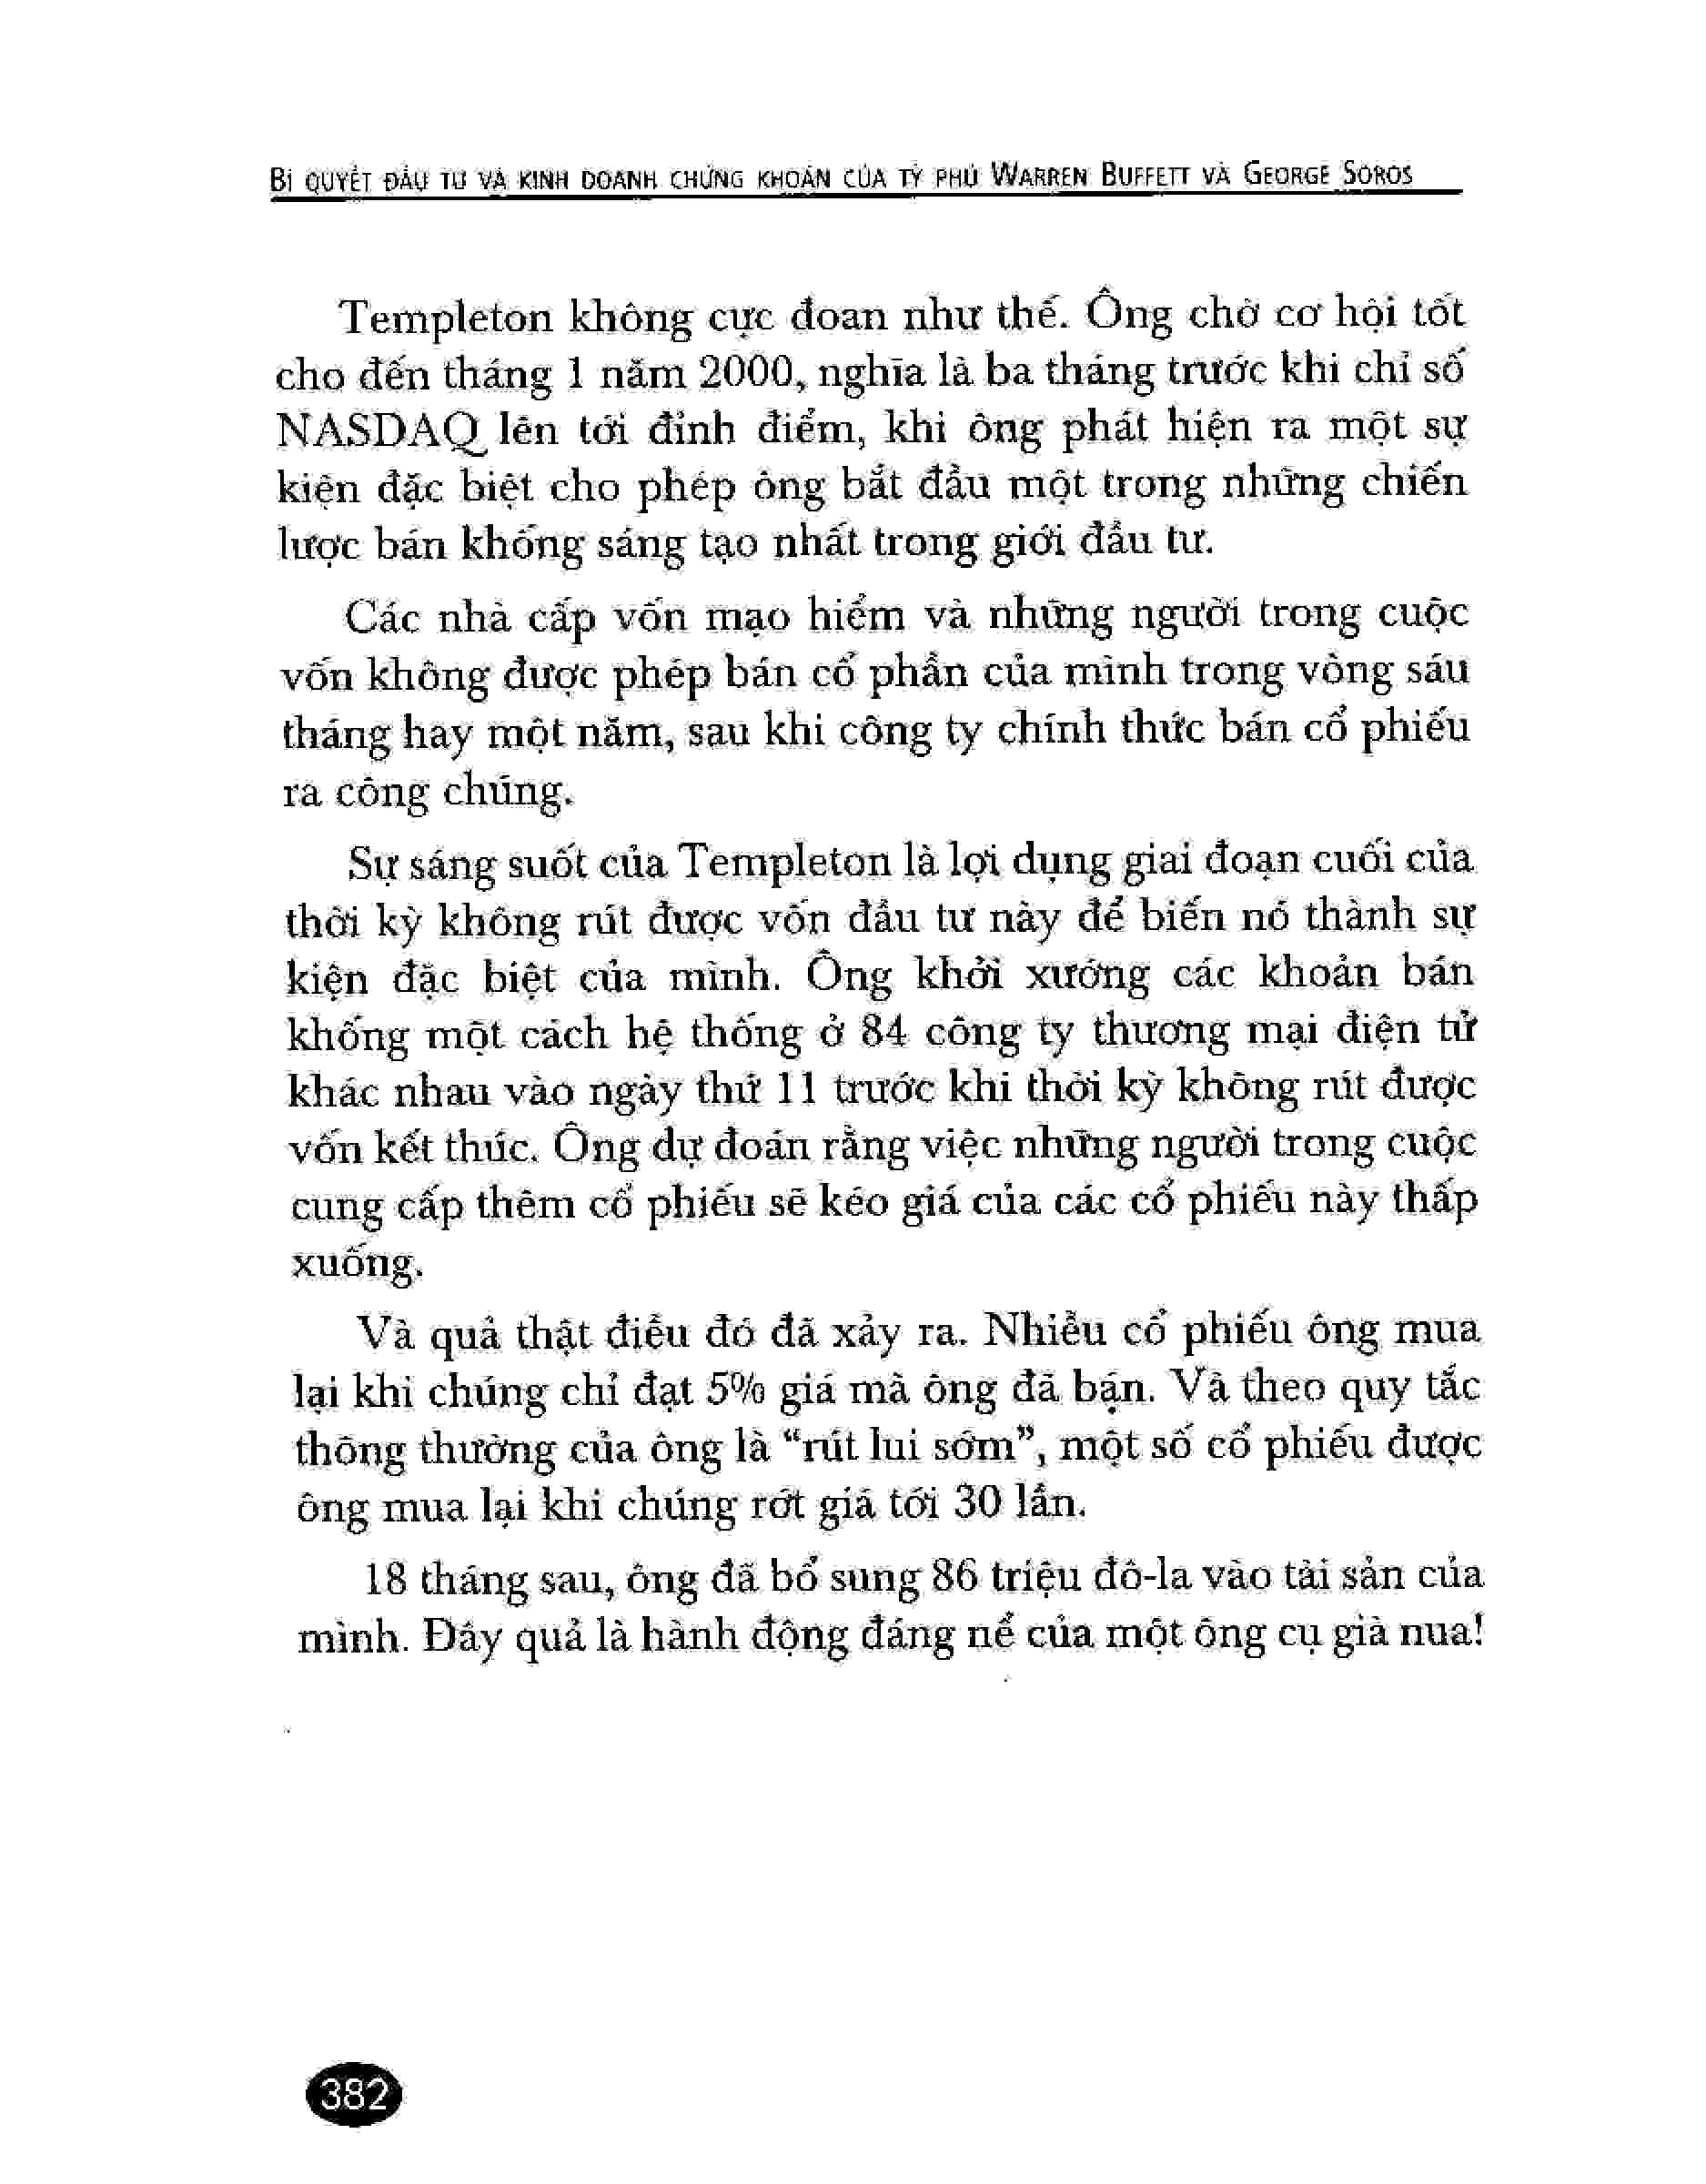 BÍ QUYẾT ĐẦU TƯ VÀ KINH DOANH CHỨNG KHOÁN CỦA TỶ PHÚ WARREN BUFFETT VÀ GEORGE SOROS
Templeton không cực đoan như thế. Ông chờ cơ hội tốt
cho đến tháng 1 năm 2000, nghĩa là ba tháng trước khi chỉ số
NASDAQ lên tới đỉnh điểm, khi ông phát hiện ra một sự
kiện đặc biệt cho phép ông bắt đầu một trong những chiến
lược bán khống sáng tạo nhất trong giới đầu tư.
Các nhà cấp vốn mạo hiểm và những người trong cuộc
vốn không được phép bán cổ phần của mình trong vòng sáu
tháng hay một năm, sau khi công ty chính thức bán cổ phiếu
ra công chúng.
Sự sáng suốt của Templeton là lợi dụng giai đoạn cuối của
thời kỳ không rút được vốn đầu tư này để biến nó thành sự
kiện đặc biệt của mình. Ông khởi xướng các khoản bán
khống một cách hệ thống ở 84 công ty thương mại điện tử
khác nhau vào ngày thứ 11 trước khi thời kỳ không rút được
vốn kết thúc. Ông dự đoán rằng việc những người trong cuộc
cung cấp thêm cổ phiếu sẽ kéo giá của các cổ phiếu này thấp
xuống.
Và quả thật điều đó đã xảy ra. Nhiều cổ phiếu ông mua
lại khi chúng chỉ đạt 5% giá mà ông đã bán. Và theo quy tắc
thông thường của ông là “rút lui sớm”, một số cổ phiếu được
ông mua lại khi chúng rớt giá tới 30 lần.
18 tháng sau, ông đã bổ sung 86 triệu đô-la vào tài sản của
mình. Đây quả là hành động đáng nể của một ông cụ già nua!
382